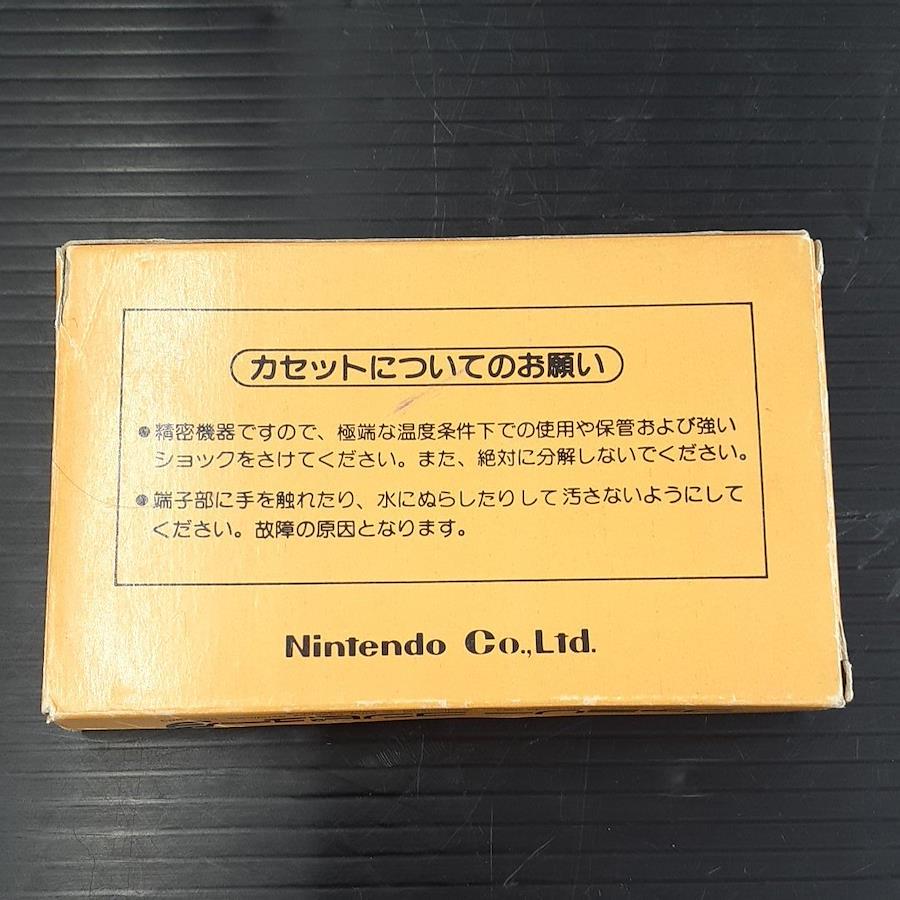 カセットについてのお願い
●精密機器ですので、極端な温度条件下での使用や保管および強い
ショックをさけてください。また、絶対に分解しないでください。
●端子部に手を触れたり、水にぬらしたりして汚さないようにして
ください。故障の原因となります。
Nintendo Co.,Ltd.